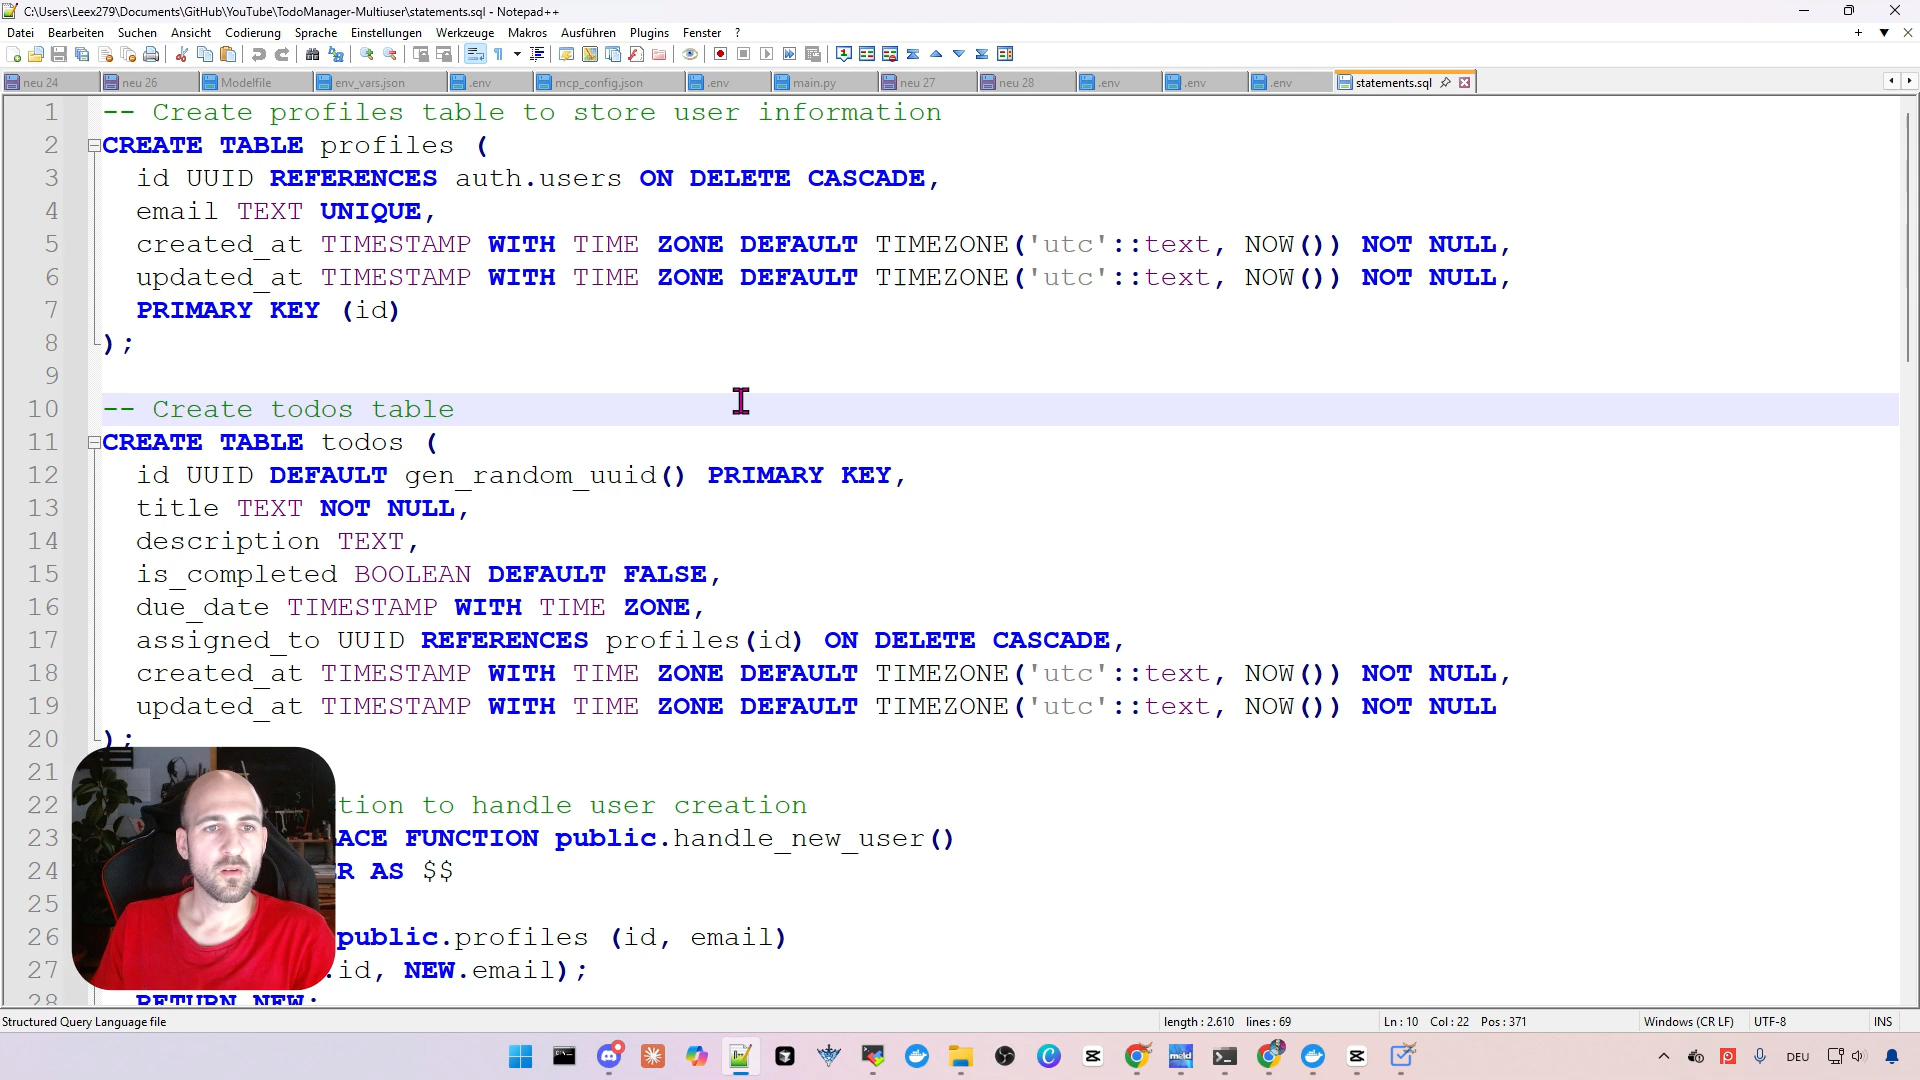 C:\Users\Leex279\Documents\GitHub\YouTube\TodoManager-Multiuser\statements.sql - Notepad++
Datei Bearbeiten Suchen Ansicht Codierung Sprache Einstellungen Werkzeuge Makros Ausführen Plugins Fenster ?
neu 24 neu 26 Modelfile env_vars.json .env mcp_config.json .env main.py neu 27 neu 28 .env .env .env statements.sql
1 -- Create profiles table to store user information
2 CREATE TABLE profiles (
3 id UUID REFERENCES auth.users ON DELETE CASCADE,
4 email TEXT UNIQUE,
5 created_at TIMESTAMP WITH TIME ZONE DEFAULT TIMEZONE('utc'::text, NOW()) NOT NULL,
6 updated_at TIMESTAMP WITH TIME ZONE DEFAULT TIMEZONE('utc'::text, NOW()) NOT NULL,
7 PRIMARY KEY (id)
8 );
9
10 -- Create todos table
11 CREATE TABLE todos (
12 id UUID DEFAULT gen_random_uuid() PRIMARY KEY,
13 title TEXT NOT NULL,
14 description TEXT,
15 is_completed BOOLEAN DEFAULT FALSE,
16 due_date TIMESTAMP WITH TIME ZONE,
17 assigned_to UUID REFERENCES profiles(id) ON DELETE CASCADE,
18 created_at TIMESTAMP WITH TIME ZONE DEFAULT TIMEZONE('utc'::text, NOW()) NOT NULL,
19 updated_at TIMESTAMP WITH TIME ZONE DEFAULT TIMEZONE('utc'::text, NOW()) NOT NULL
20 );
21
22 tion to handle user creation
23 ACE FUNCTION public.handle_new_user()
24 R AS $$
25
26 public.profiles (id, email)
27 .id, NEW.email);
28 RETURN NEW;
Structured Query Language file length : 2.610 lines : 69 Ln : 10 Col : 22 Pos : 371 Windows (CR LF) UTF-8 INS
DEU